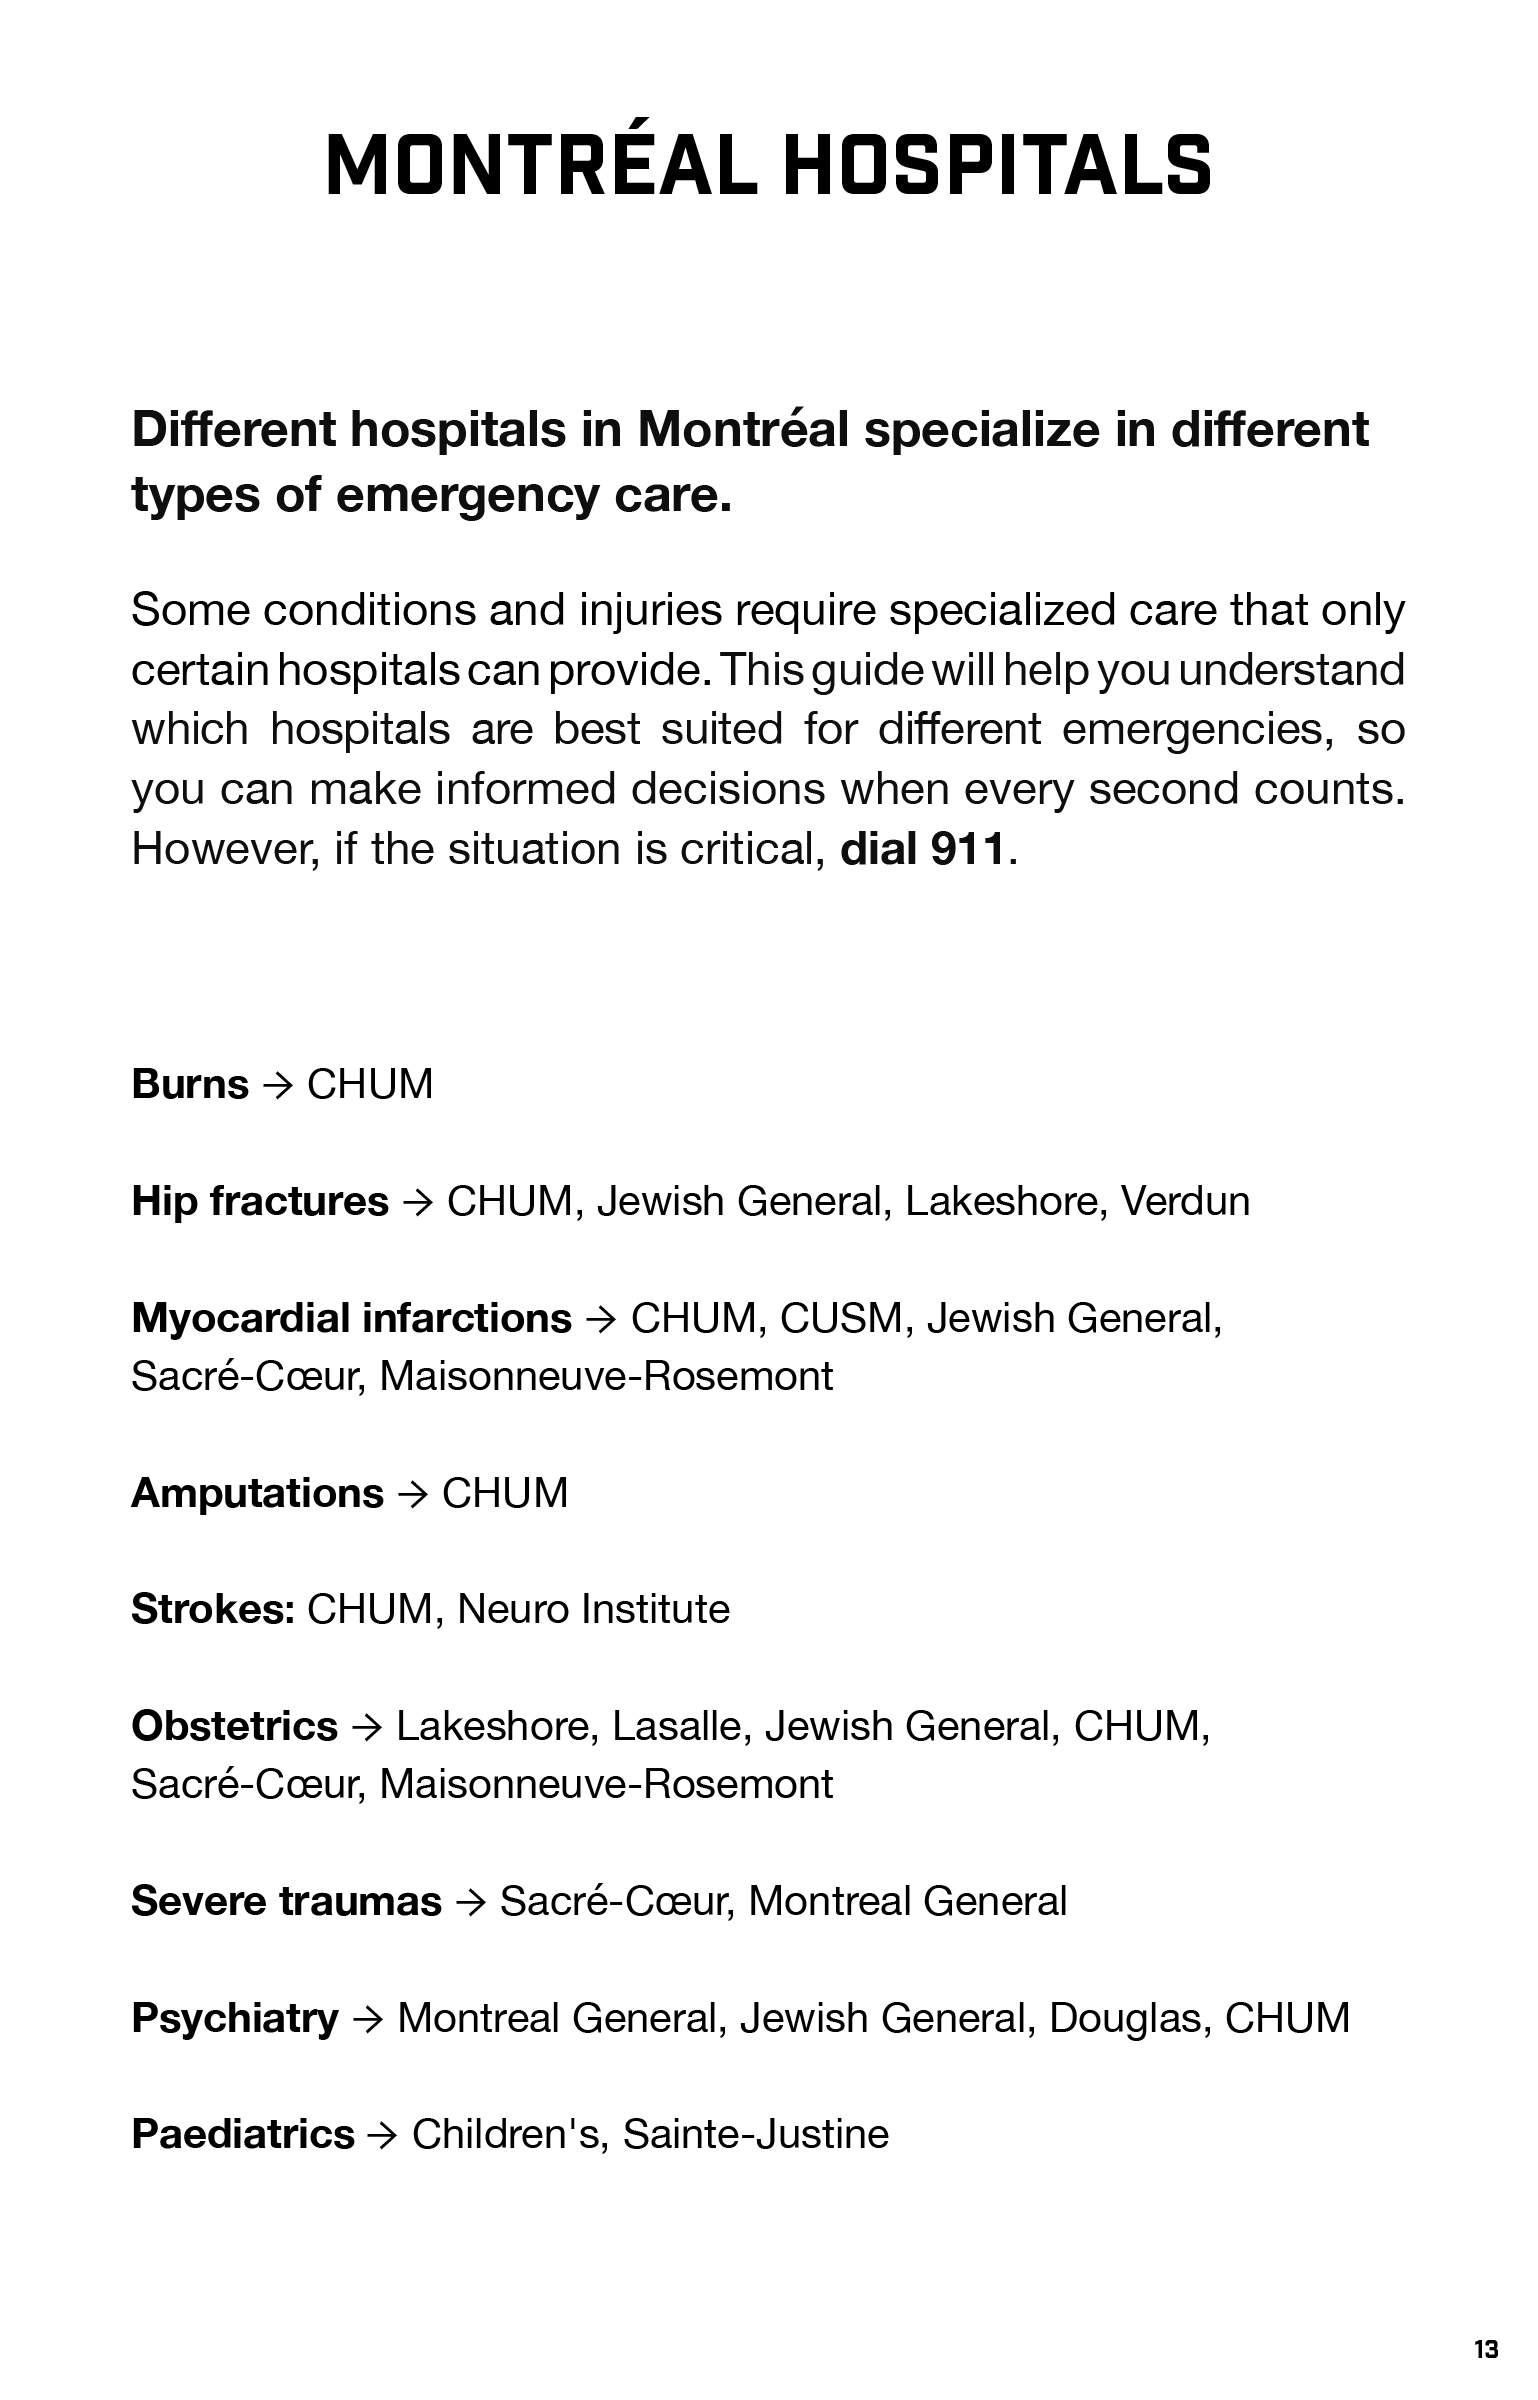 MONTRÉAL HOSPITALS
Different hospitals in Montréal specialize in different
types of emergency care.
Some conditions and injuries require specialized care that only
certain hospitals can provide. This guide will help you understand
which hospitals are best suited for different emergencies, so
you can make informed decisions when every second counts.
However, if the situation is critical, dial 911.
Burns → CHUM
Hip fractures → CHUM, Jewish General, Lakeshore, Verdun
Myocardial infarctions → CHUM, CUSM, Jewish General,
Sacré-Cœur, Maisonneuve-Rosemont
Amputations → CHUM
Strokes: CHUM, Neuro Institute
Obstetrics → Lakeshore, Lasalle, Jewish General, CHUM,
Sacré-Cœur, Maisonneuve-Rosemont
Severe traumas → Sacré-Cœur, Montreal General
Psychiatry → Montreal General, Jewish General, Douglas, CHUM
Paediatrics → Children's, Sainte-Justine
13